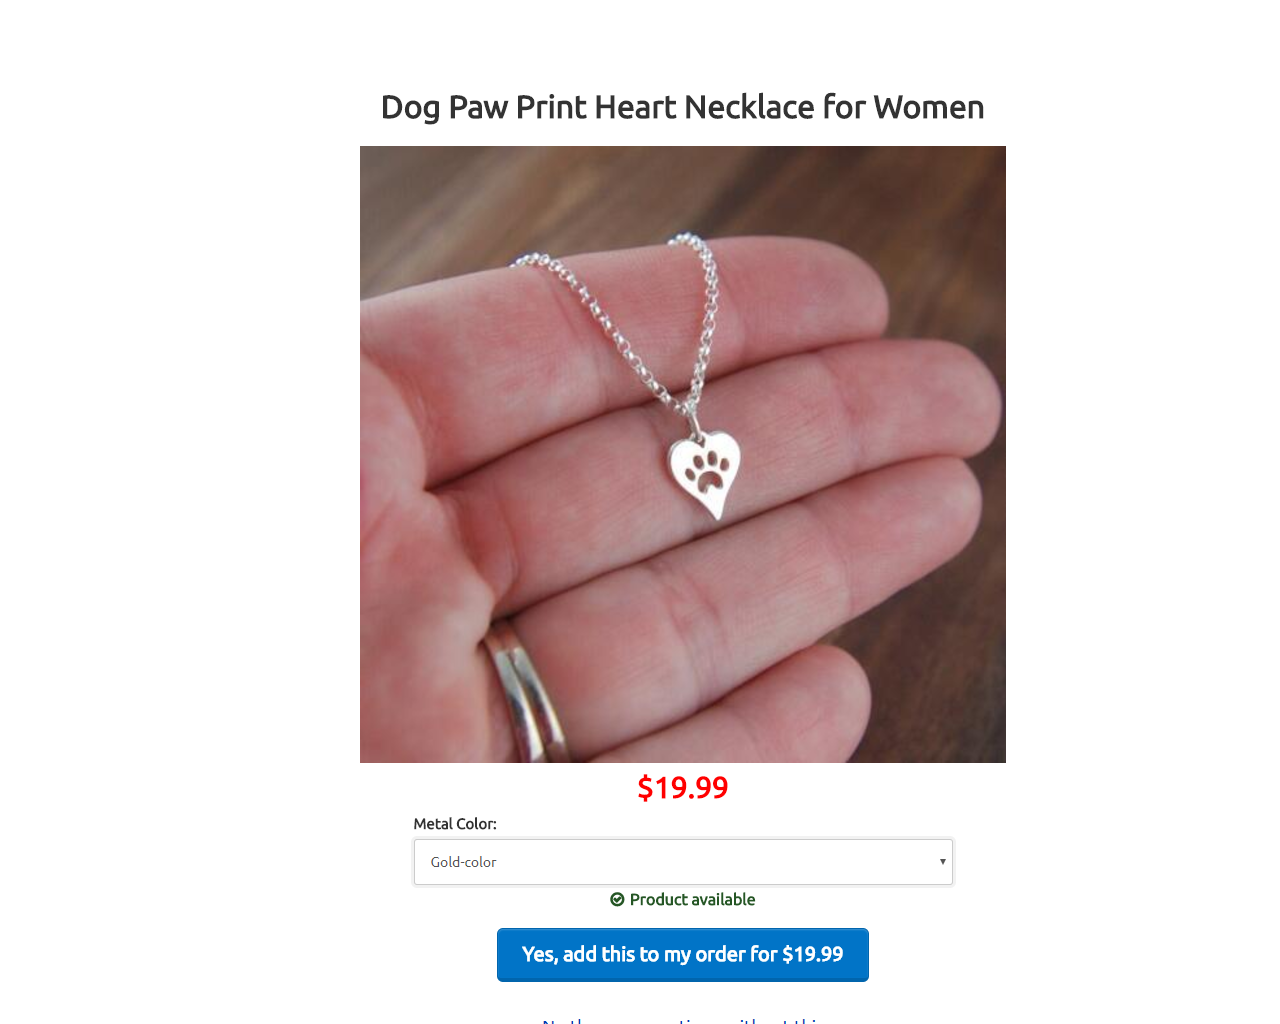 Dog Paw Print Heart Necklace for Women
$19.99
Metal Color:
Gold-color
Product available
Yes, add this to my order for $19.99